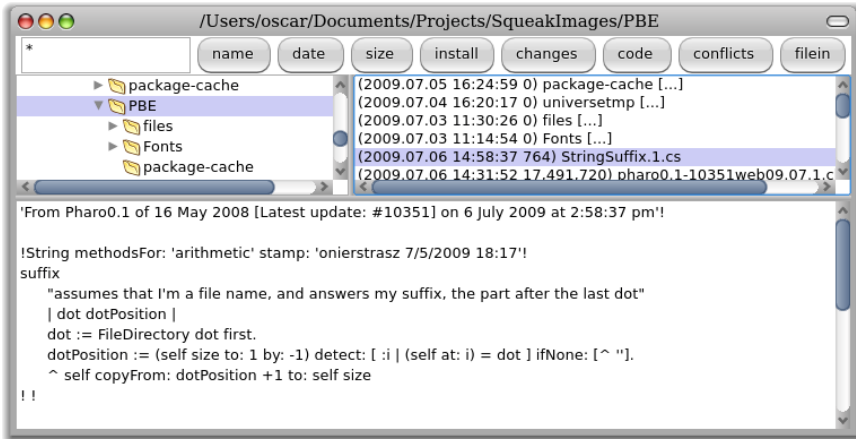 /Users/oscar/Documents/Projects/SqueakImages/PBE
*
name date size install changes code conflicts filein
package-cache
PBE
files
Fonts
package-cache
(2009.07.05 16:24:59 0) package-cache [...]
(2009.07.04 16:20:17 0) universetmp [...]
(2009.07.03 11:30:26 0) files [...]
(2009.07.03 11:14:54 0) Fonts [...]
(2009.07.06 14:58:37 764) StringSuffix.1.cs
(2009.07.06 14:31:52 17,491,720) pharo0.1-10351web09.07.1.c
'From Pharo0.1 of 16 May 2008 [Latest update: #10351] on 6 July 2009 at 2:58:37 pm'!
!String methodsFor: 'arithmetic' stamp: 'onierstrasz 7/5/2009 18:17'!
suffix
"assumes that I'm a file name, and answers my suffix, the part after the last dot"
| dot dotPosition |
dot := FileDirectory dot first.
dotPosition := (self size to: 1 by: -1) detect: [ :i | (self at: i) = dot ] ifNone: [^ ''].
^ self copyFrom: dotPosition +1 to: self size
! !